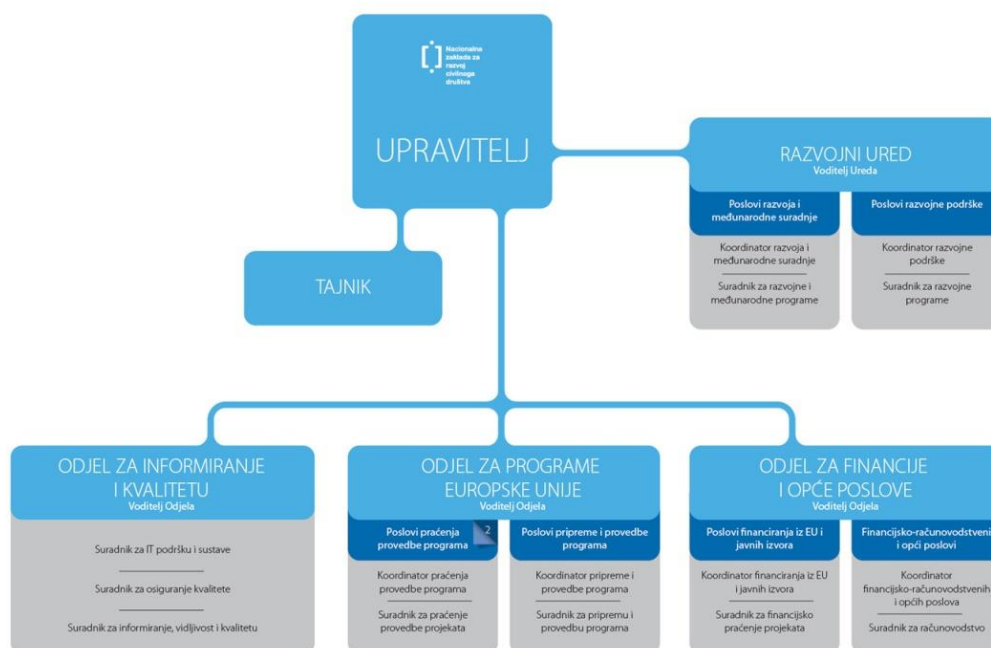 Nacionalna
zaklada za
razvoj
civilnoga
društva
UPRAVITELJ
RAZVOJNI URED
Voditelj Ureda
Poslovi razvoja i
međunarodne suradnje
Koordinator razvoja i
međunarodne suradnje
Suradnik za razvojne i
međunarodne programe
Poslovi razvojne podrške
Koordinator razvojne
podrške
Suradnik za razvojne
programe
TAJNIK
ODJEL ZA INFORMIRANJE
I KVALITETU
Voditelj Odjela
Suradnik za IT podršku i sustave
Suradnik za osiguranje kvalitete
Suradnik za informiranje, vidljivost i kvalitetu
ODJEL ZA PROGRAME
EUROPSKE UNIJE
Voditelj Odjela
Poslovi praćenja
provedbe programa
2
Koordinator praćenja
provedbe programa
Suradnik za praćenje
provedbe projekata
Poslovi pripreme i provedbe
programa
Koordinator pripreme i
provedbe programa
Suradnik za pripremu i
provedbu programa
ODJEL ZA FINANCIJE
I OPĆE POSLOVE
Voditelj Odjela
Poslovi financiranja iz EU i
javnih izvora
Koordinator financiranja iz EU
i javnih izvora
Suradnik za financijsko
praćenje projekata
Financijsko-računovodstveni
i opći poslovi
Koordinator
financijsko-računovodstvenih
i općih poslova
Suradnik za računovodstvo